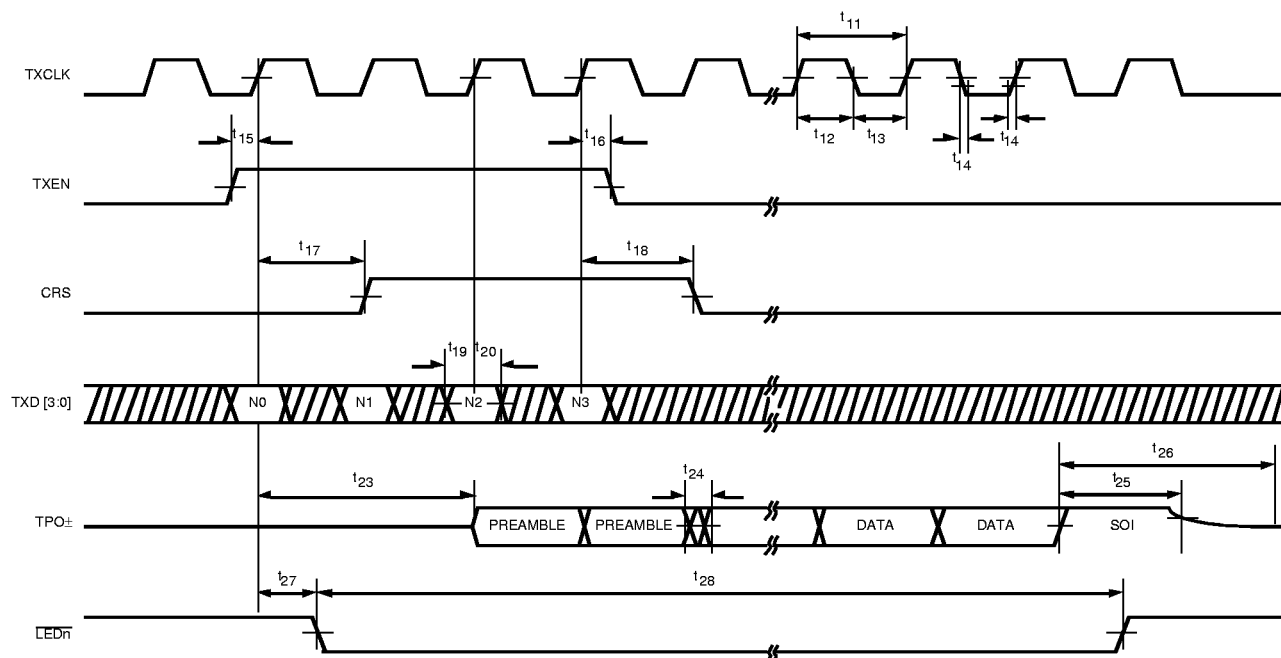 t11
TXCLK
t12 t13 t14 t14
t15 t16
TXEN
t17 t18
CRS
t19 t20
TXD [3:0] N0 N1 N2 N3
t26
t23 t24 t25
TPO± PREAMBLE PREAMBLE DATA DATA SOI
t27 t28
LEDn